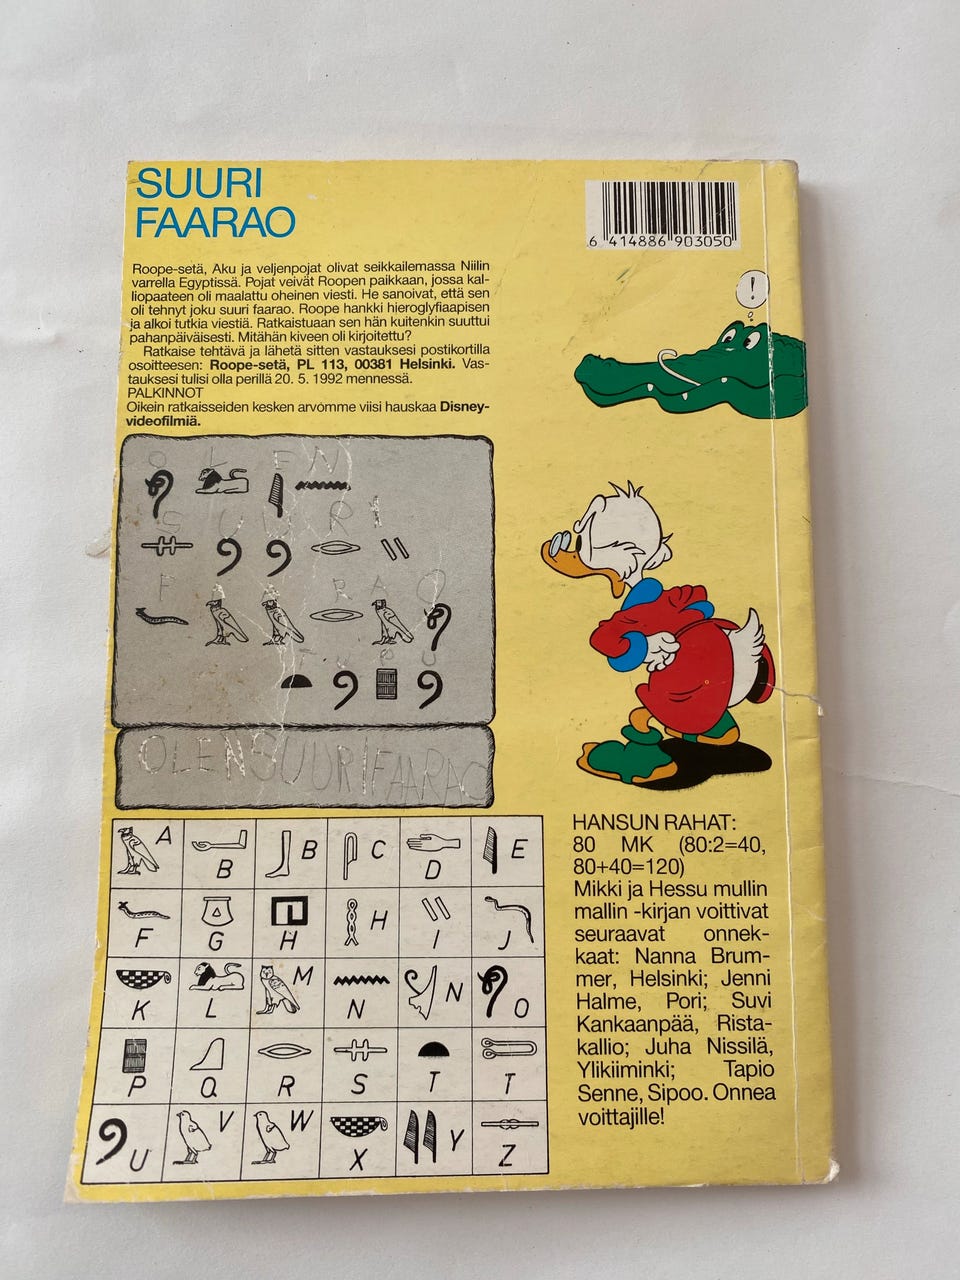 SUURI
FAARAO
6 414886 903050
Roope-setä, Aku ja veljenpojat olivat seikkailemassa Niilin
varrella Egyptissä. Pojat veivät Roopen paikkaan, jossa kal-
liopaateen oli maalattu oheinen viesti. He sanoivat, että sen
oli tehnyt joku suuri faarao. Roope hankki hieroglyfiaapisen
ja alkoi tutkia viestiä. Ratkaistuaan sen hän kuitenkin suuttui
pahanpäiväisesti. Mitähän kiveen oli kirjoitettu?
Ratkaise tehtävä ja lähetä sitten vastauksesi postikortilla
osoitteesen: Roope-setä, PL 113, 00381 Helsinki. Vas-
tauksesi tulisi olla perillä 20. 5. 1992 mennessä.
PALKINNOT
Oikein ratkaisseiden kesken arvomme viisi hauskaa Disney-
videofilmiä.
!
O L E N
S U U R I
F A A R A O
T U P U
OLEN SUURI FAARAO
A B B C D E
F G H H I J
K L M N N O
P Q R S T T
U V W X Y Z
HANSUN RAHAT:
80 MK (80:2=40,
80+40=120)
Mikki ja Hessu mullin
mallin -kirjan voittivat
seuraavat onnek-
kaat: Nanna Brum-
mer, Helsinki; Jenni
Halme, Pori; Suvi
Kankaanpää, Rista-
kallio; Juha Nissilä,
Ylikiiminki; Tapio
Senne, Sipoo. Onnea
voittajille!